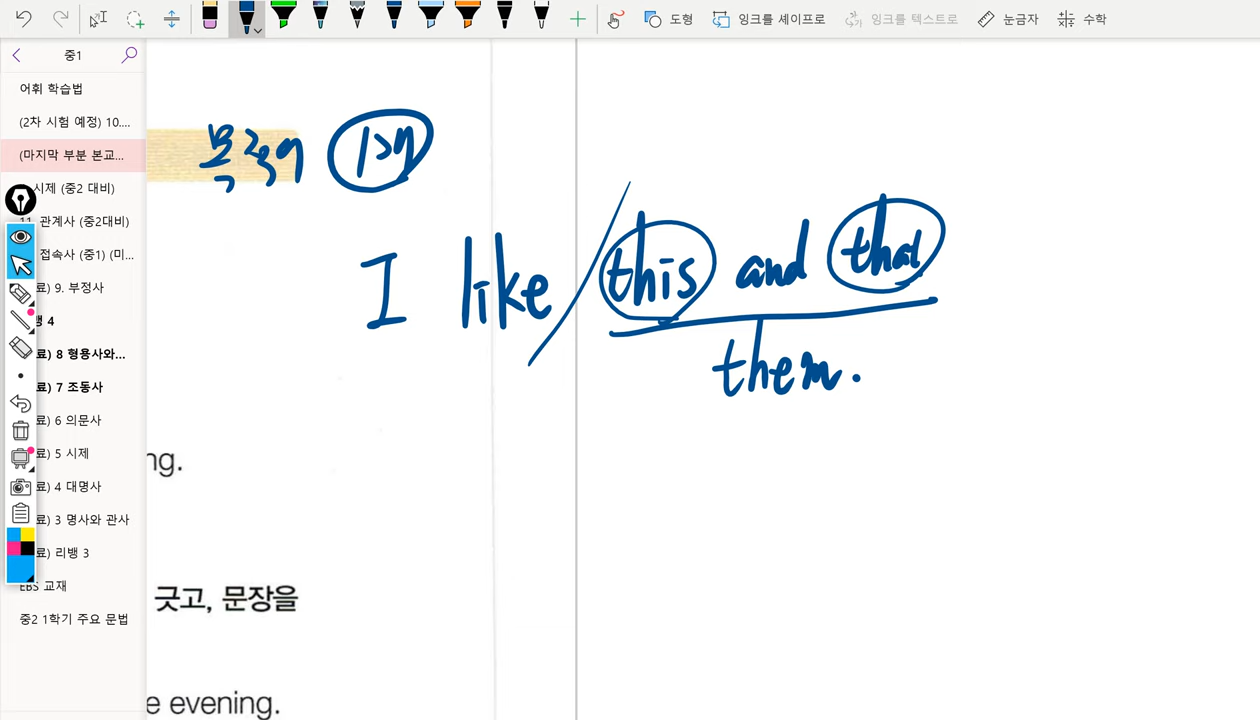 도형
잉크를 셰이프로
잉크를 텍스트로
눈금자
수학
중1
어휘 학습법
(2차 시험 예정) 10....
(마지막 부분 본교...
시제 (중2 대비)
11. 관계사 (중2대비)
접속사 (중1) (미...
료) 9. 부정사
뱅 4
료) 8 형용사와...
료) 7 조동사
료) 6 의문사
료) 5 시제
료) 4 대명사
료) 3 명사와 관사
료) 리뱅 3
EBS 교재
중2 1학기 주요 문법
목적어
I like / this and that
them.
ng.
긋고, 문장을
e evening.